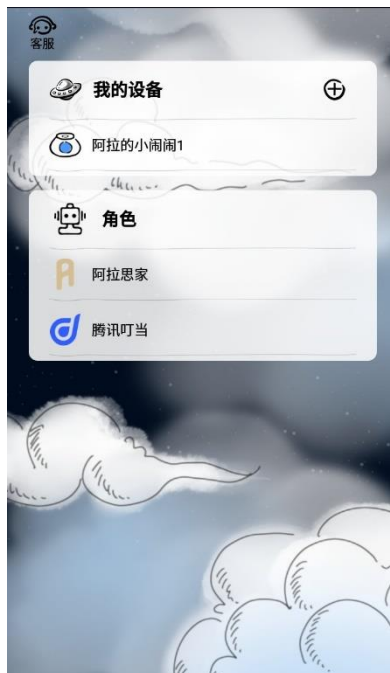 客服
我的设备
阿拉的小闹闹1
角色
阿拉思家
腾讯叮当